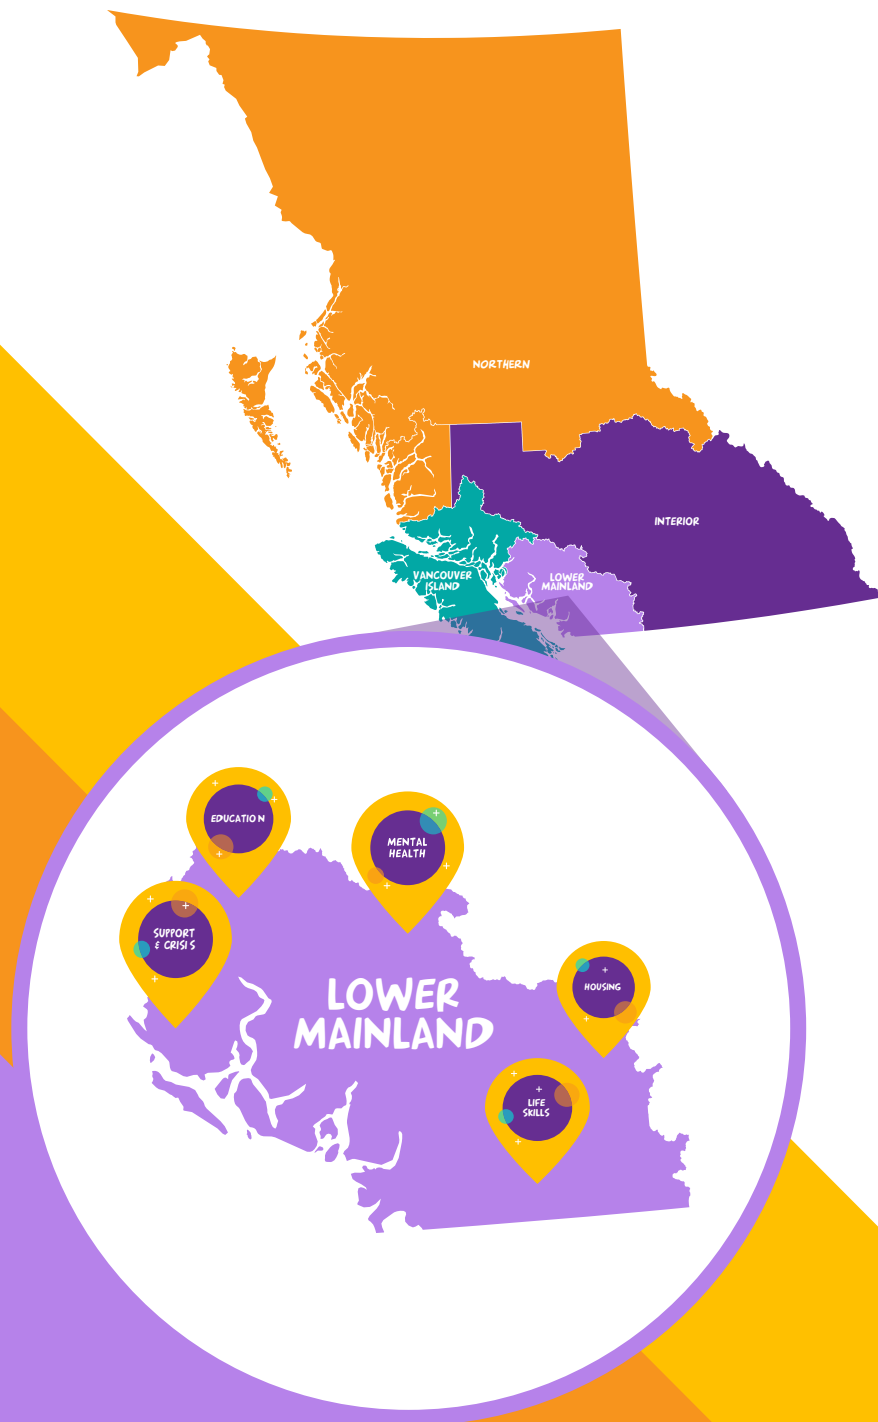 NORTHERN
INTERIOR
VANCOUVER
ISLAND
LOWER
MAINLAND
EDUCATION
MENTAL
HEALTH
SUPPORT
& CRISIS
HOUSING
LOWER
MAINLAND
LIFE
SKILLS